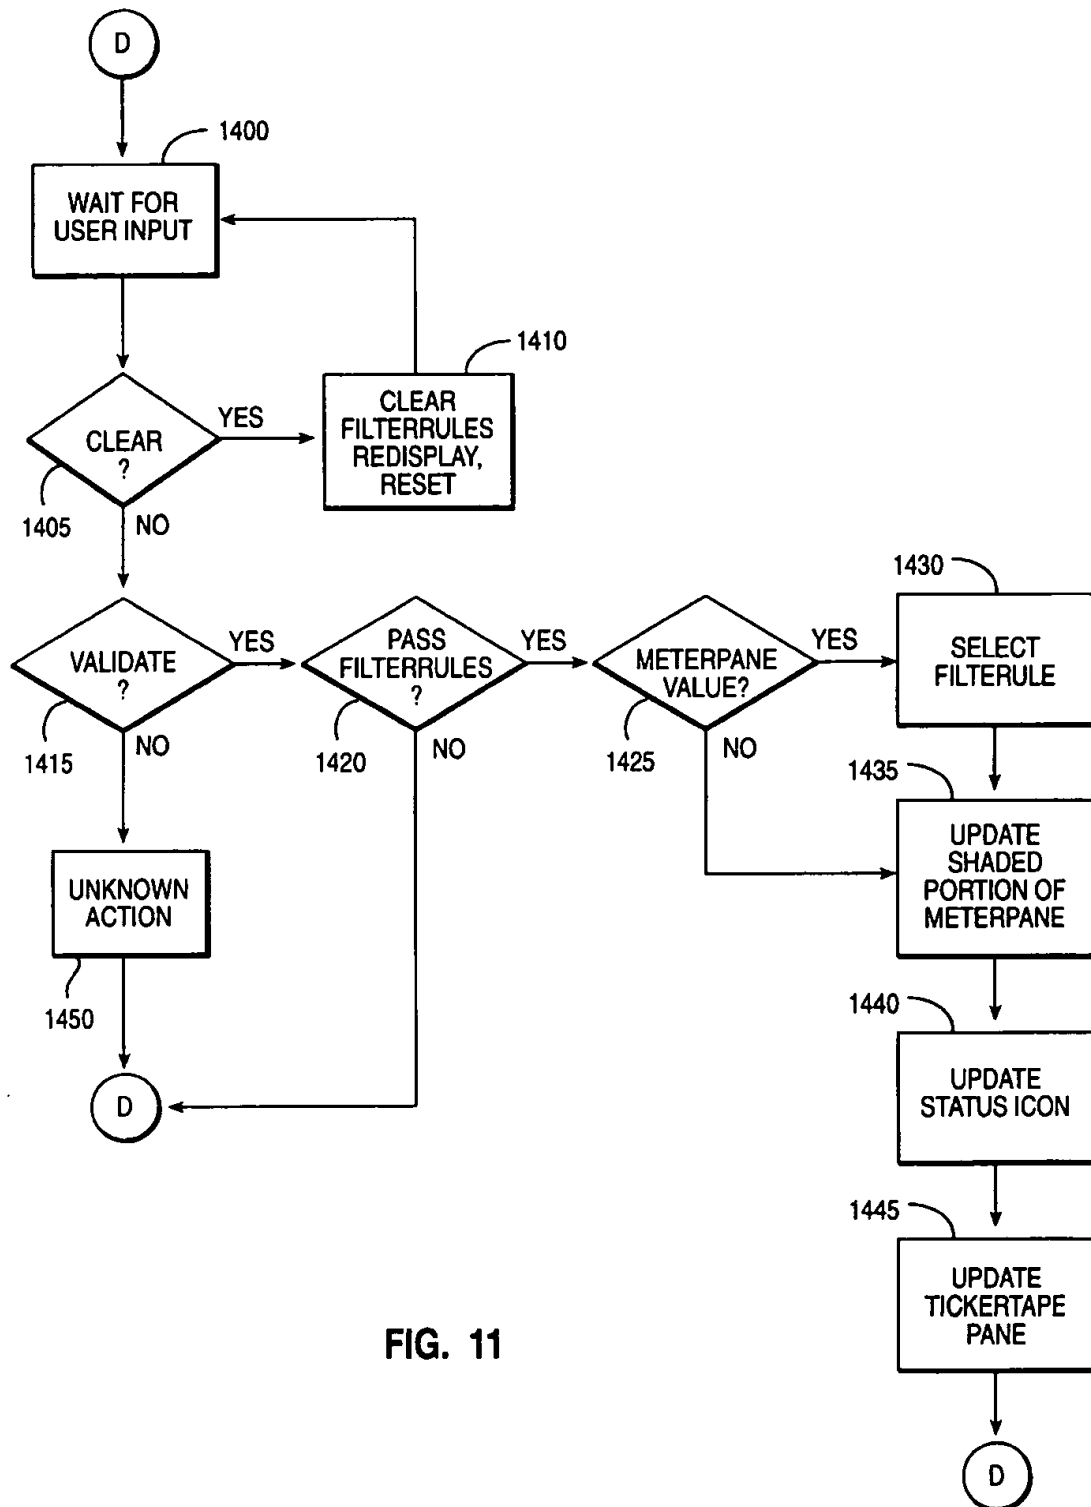 D
1400
WAIT FOR
USER INPUT
1410
CLEAR
FILTERRULES
REDISPLAY,
RESET
YES
CLEAR
?
1405
NO
1430
SELECT
FILTERULE
VALIDATE
?
YES
1415
NO
PASS
FILTERRULES
?
YES
1420
NO
METERPANE
VALUE?
YES
1425
NO
1435
UPDATE
SHADED
PORTION OF
METERPANE
UNKNOWN
ACTION
1450
D
1440
UPDATE
STATUS ICON
1445
UPDATE
TICKERTAPE
PANE
D
FIG. 11